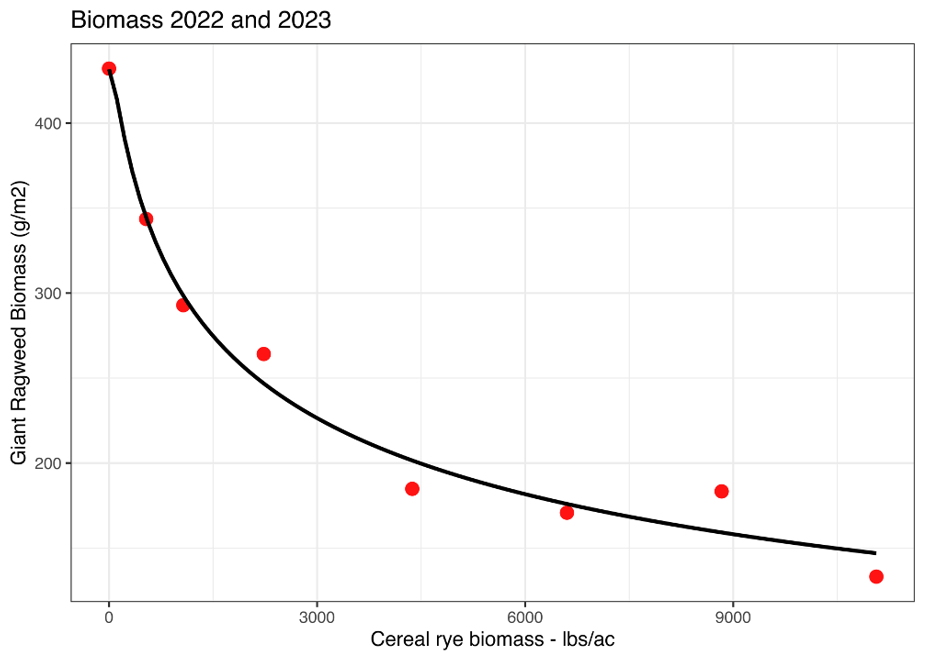 Biomass 2022 and 2023
Giant Ragweed Biomass (g/m2)
400
300
200
0 3000 6000 9000
Cereal rye biomass - lbs/ac